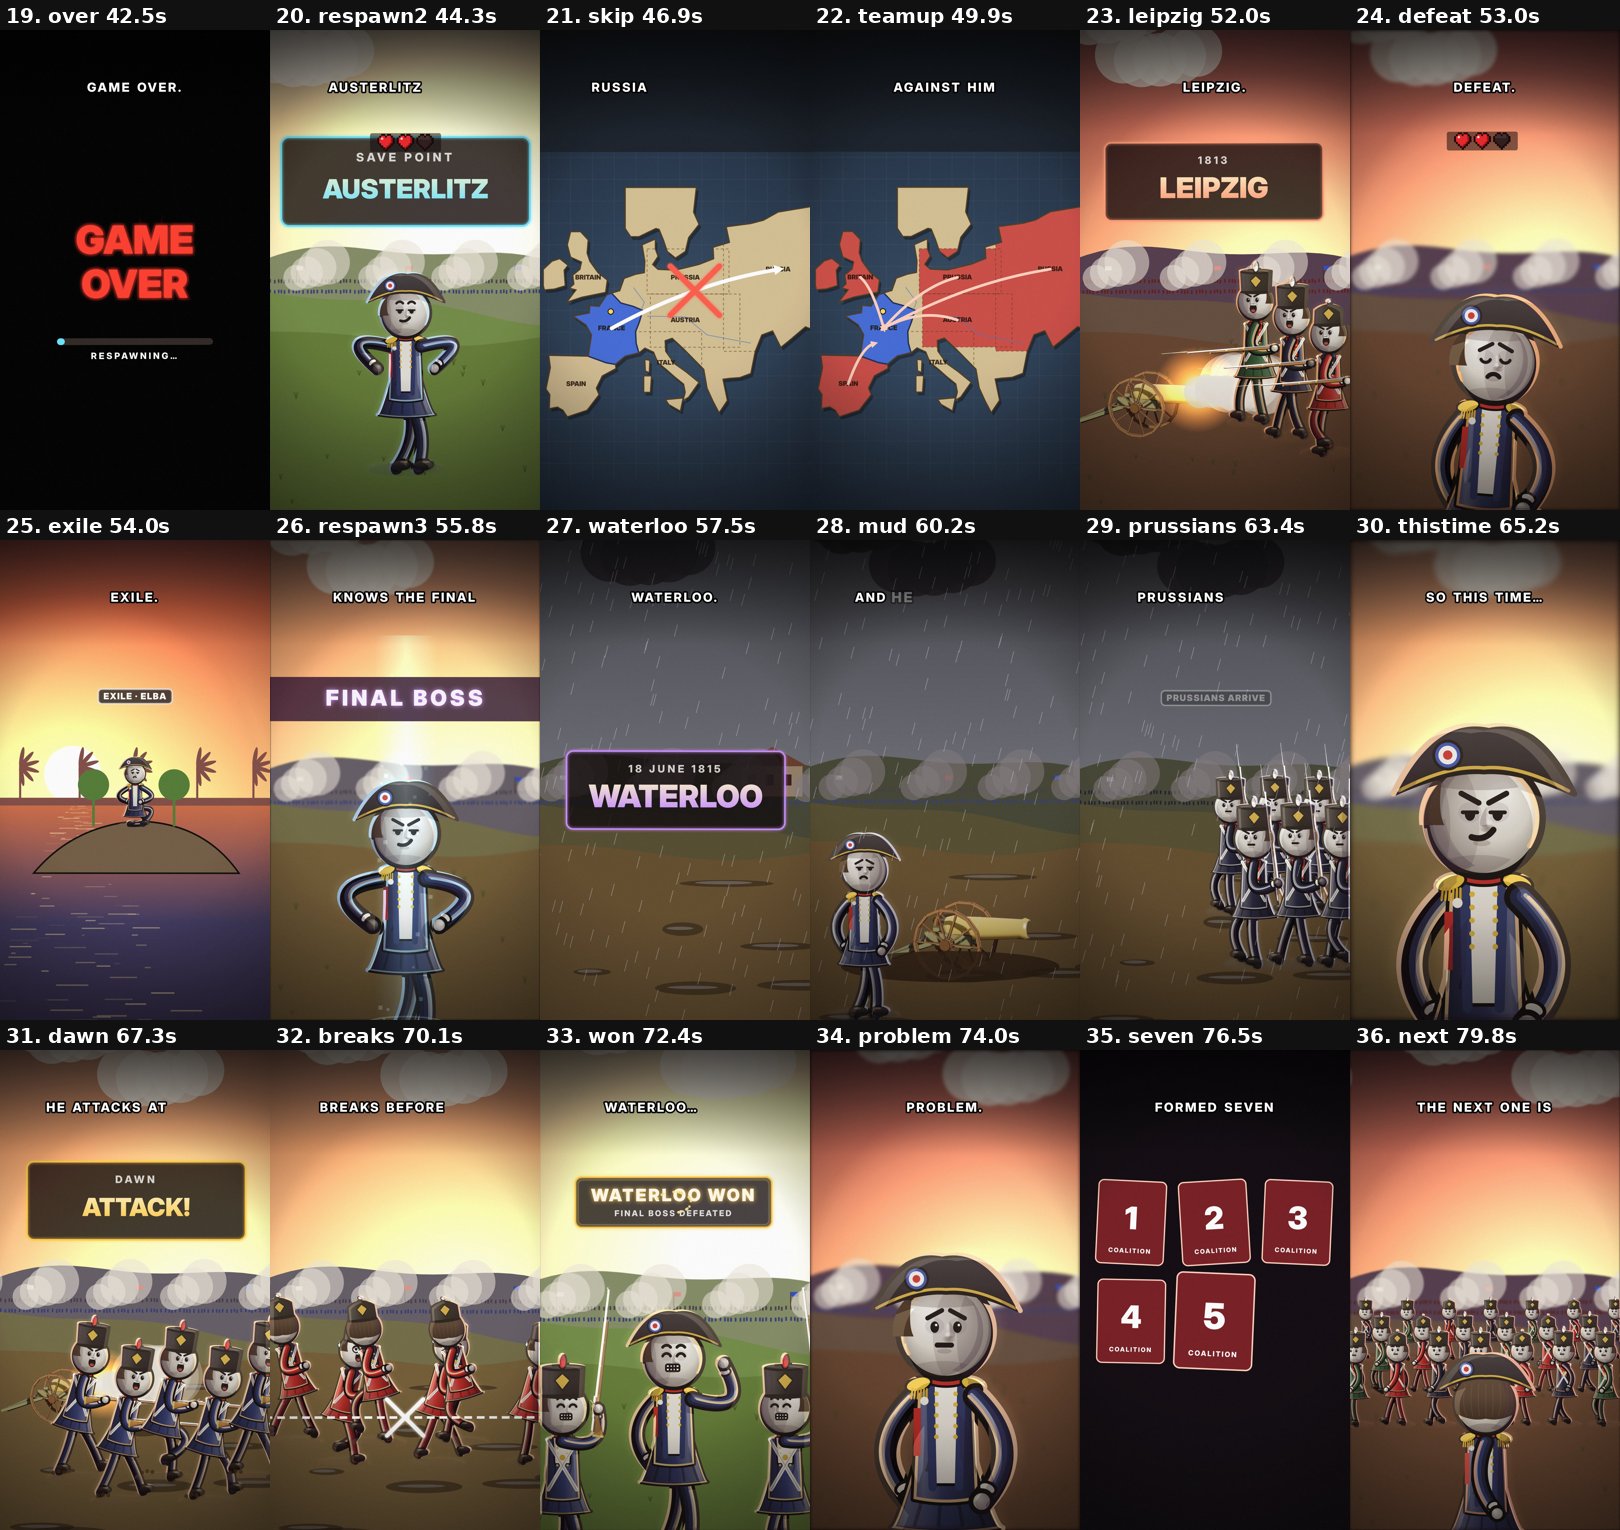 19. over 42.5s
GAME OVER.
GAME
OVER
RESPAWNING…
20. respawn2 44.3s
AUSTERLITZ
SAVE POINT
AUSTERLITZ
21. skip 46.9s
RUSSIA
BRITAIN
FRANCE
AUSTRIA
ITALY
SPAIN
22. teamup 49.9s
AGAINST HIM
PRUSSIA
RUSSIA
BRITAIN
FRANCE
AUSTRIA
ITALY
SPAIN
23. leipzig 52.0s
LEIPZIG.
1813
LEIPZIG
24. defeat 53.0s
DEFEAT.
25. exile 54.0s
EXILE.
EXILE · ELBA
26. respawn3 55.8s
KNOWS THE FINAL
FINAL BOSS
27. waterloo 57.5s
WATERLOO.
18 JUNE 1815
WATERLOO
28. mud 60.2s
AND HE
29. prussians 63.4s
PRUSSIANS
PRUSSIANS ARRIVE
30. thistime 65.2s
SO THIS TIME…
31. dawn 67.3s
HE ATTACKS AT
DAWN
ATTACK!
32. breaks 70.1s
BREAKS BEFORE
33. won 72.4s
WATERLOO…
WATERLOO WON
FINAL BOSS DEFEATED
34. problem 74.0s
PROBLEM.
35. seven 76.5s
FORMED SEVEN
1
COALITION
2
COALITION
3
COALITION
4
COALITION
5
COALITION
36. next 79.8s
THE NEXT ONE IS